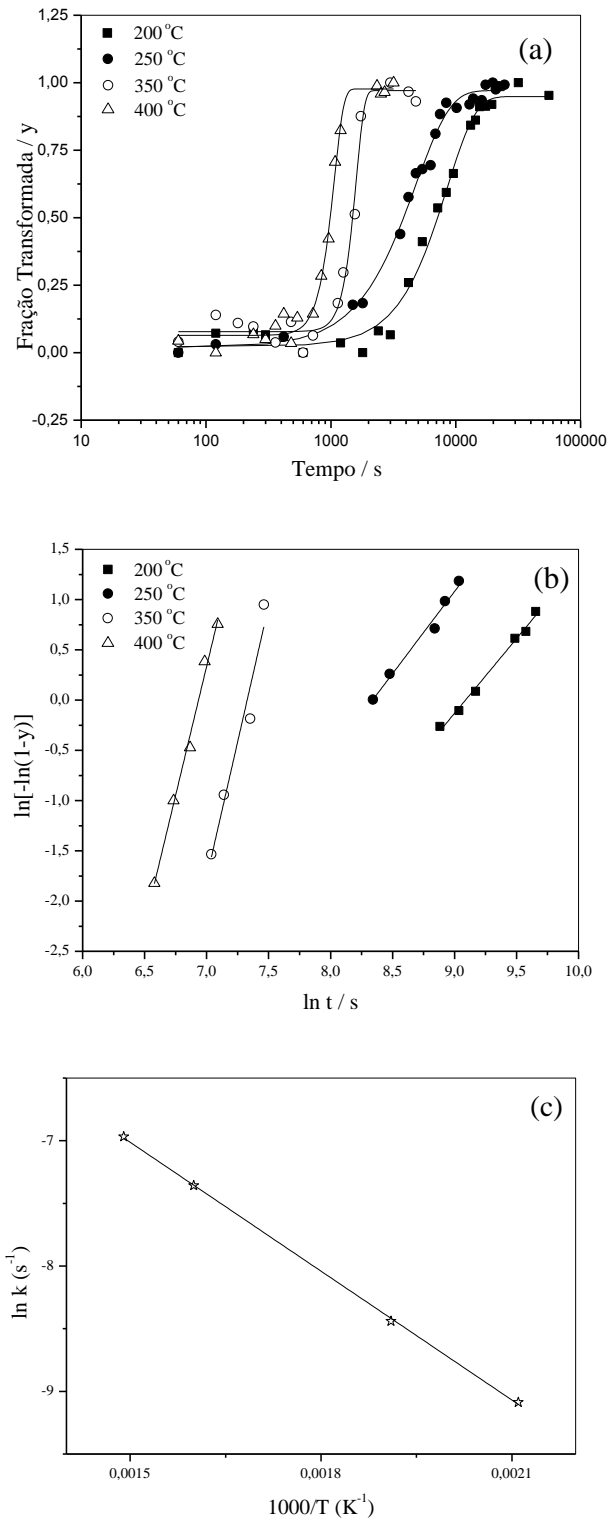 (a)
200 °C
250 °C
350 °C
400 °C
Fração Transformada / y
1,00
0,75
0,50
0,25
0,00
-0,25
10
100
1000
10000
100000
Tempo / s
(b)
200 °C
250 °C
350 °C
400 °C
ln[-ln(1-y)]
1,5
1,0
0,5
0,0
-0,5
-1,0
-1,5
-2,0
-2,5
6,0
6,5
7,0
7,5
8,0
8,5
9,0
9,5
10,0
ln t / s
(c)
ln k (s⁻¹)
-7
-8
-9
0,0015
0,0018
0,0021
1000/T (K⁻¹)